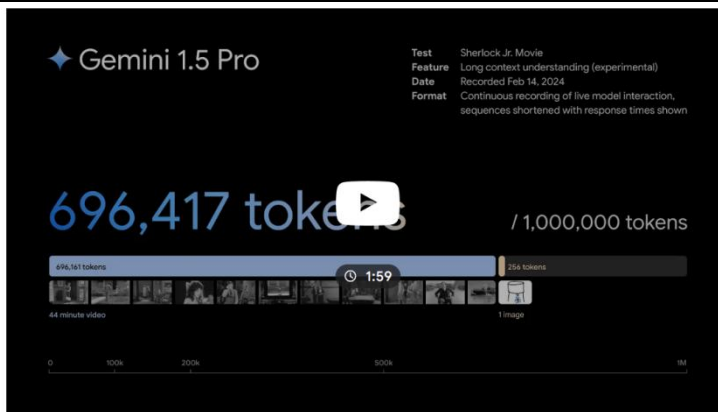 Gemini 1.5 Pro
Test Sherlock Jr. Movie
Feature Long context understanding (experimental)
Date Recorded Feb 14, 2024
Format Continuous recording of live model interaction,
sequences shortened with response times shown
696,417 tokens
/ 1,000,000 tokens
696,161 tokens
256 tokens
1:59
44 minute video
1 image
0 100k 200k 500k 1M